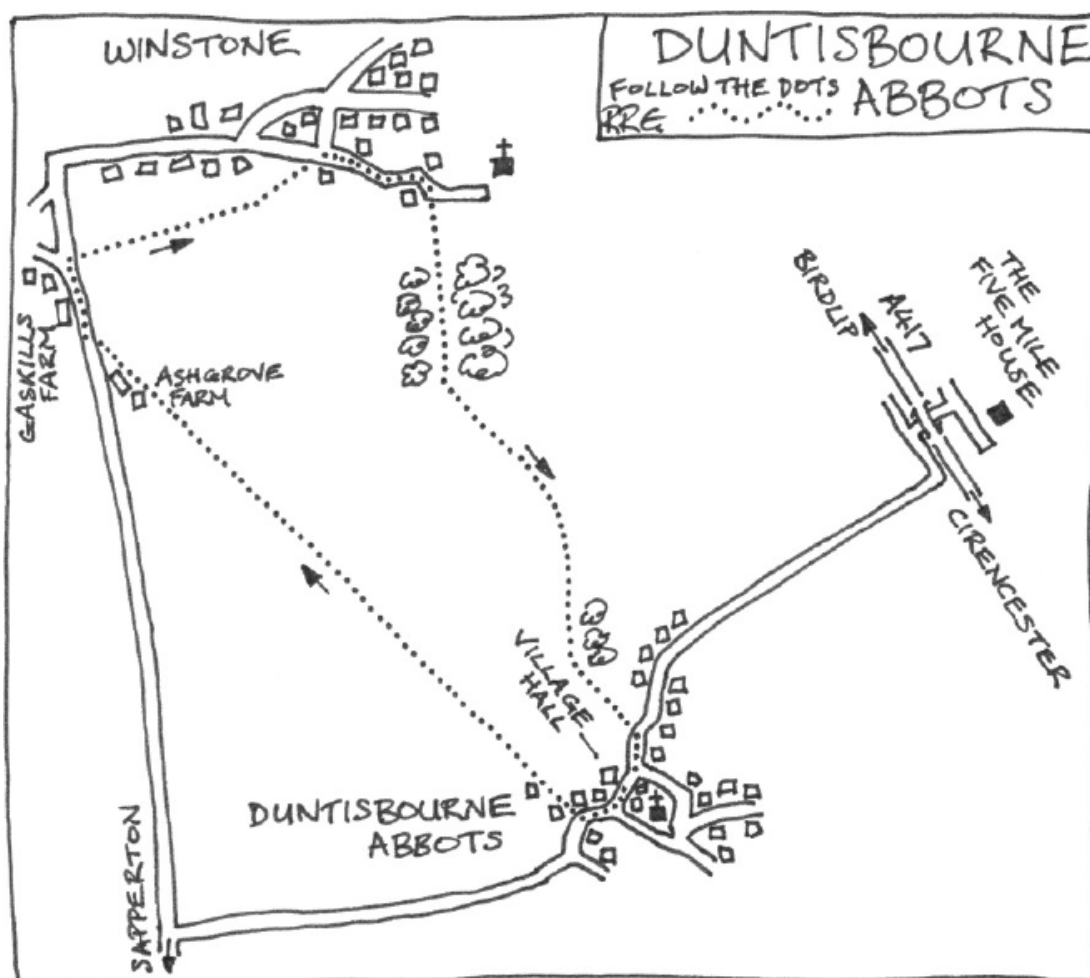 WINSTONE
DUNTISBOURNE
ABBOTS
FOLLOW THE DOTS
RRG
BIRDLIP
A417
THE
FIVE MILE
HOUSE
GASKILLS
FARM
ASHGROVE
FARM
CIRENCESTER
VILLAGE
HALL
DUNTISBOURNE
ABBOTS
SAPPERTON